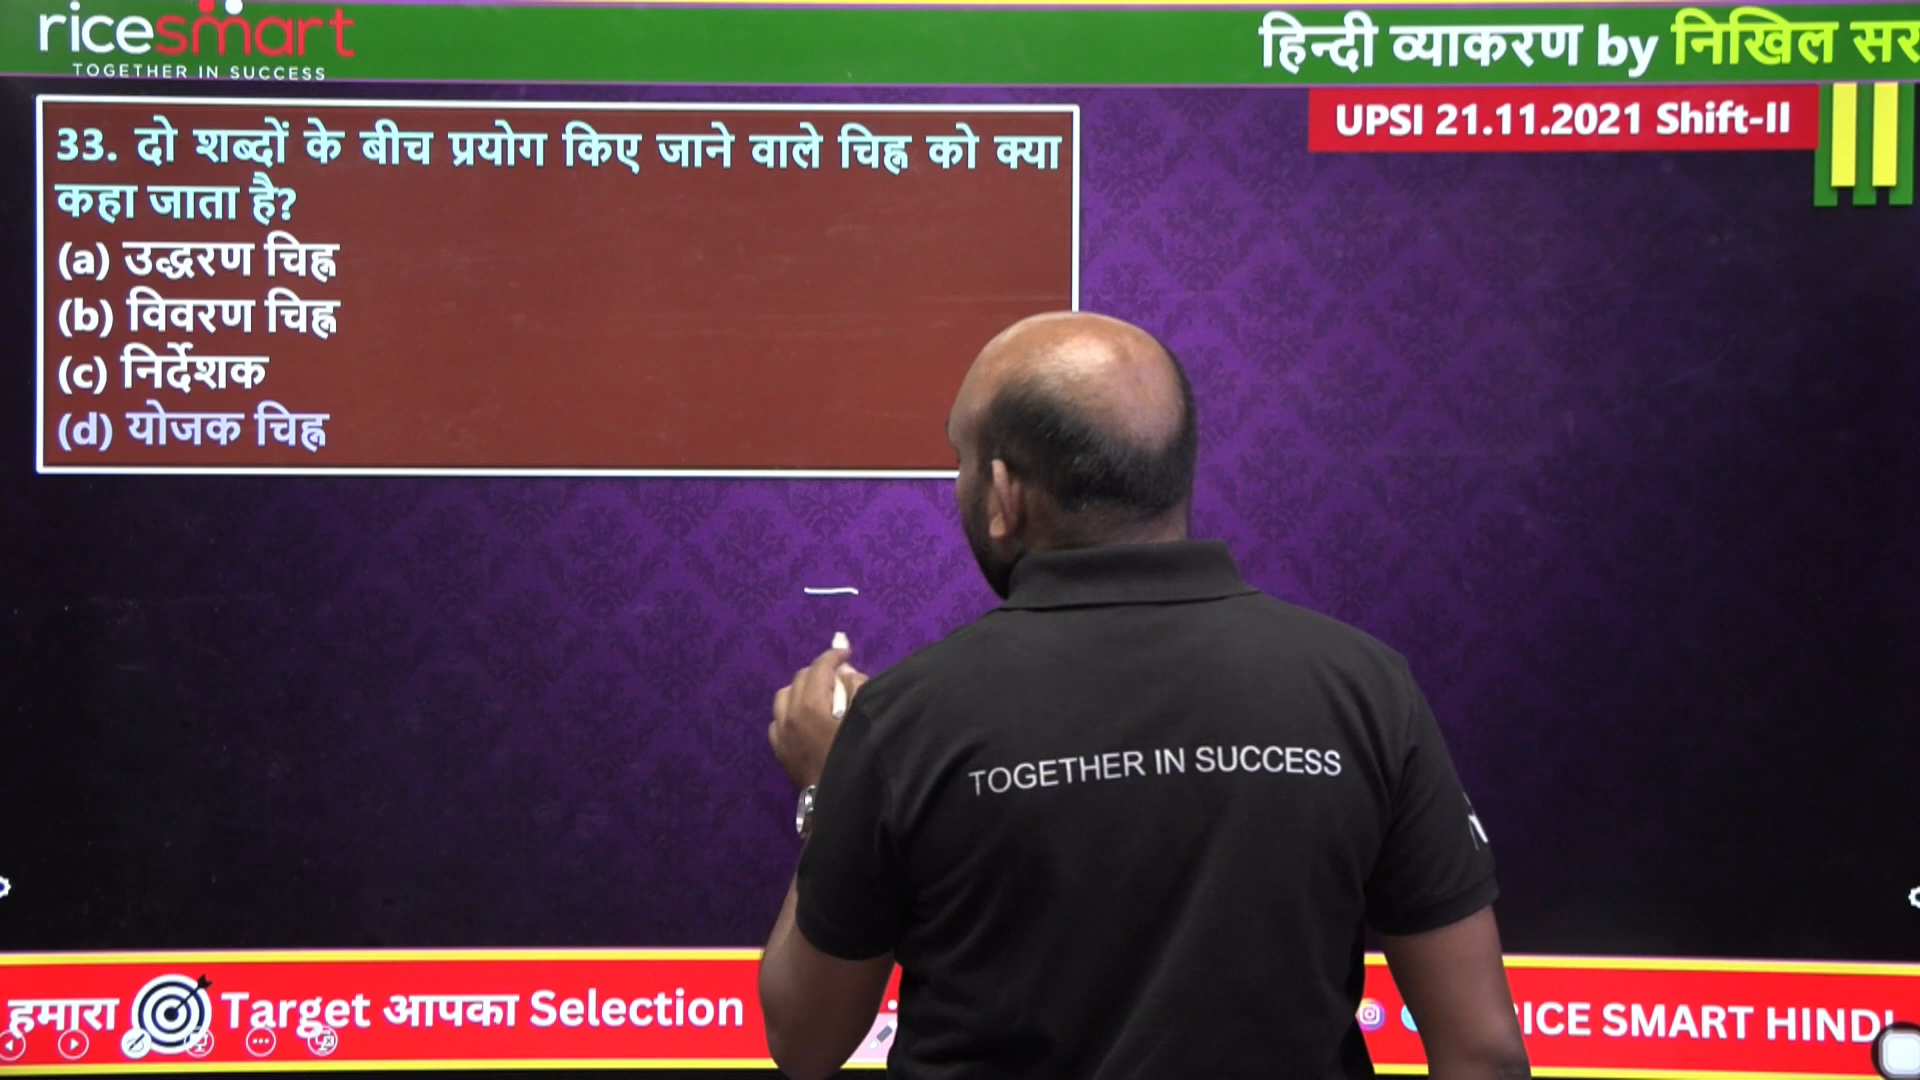 ricesmart
TOGETHER IN SUCCESS
हिन्दी व्याकरण by निखिल सर
UPSI 21.11.2021 Shift-II
33. दो शब्दों के बीच प्रयोग किए जाने वाले चिह्न को क्या
कहा जाता है?
(a) उद्धरण चिह्न
(b) विवरण चिह्न
(c) निर्देशक
(d) योजक चिह्न
TOGETHER IN SUCCESS
हमारा Target आपका Selection
ICE SMART HINDI